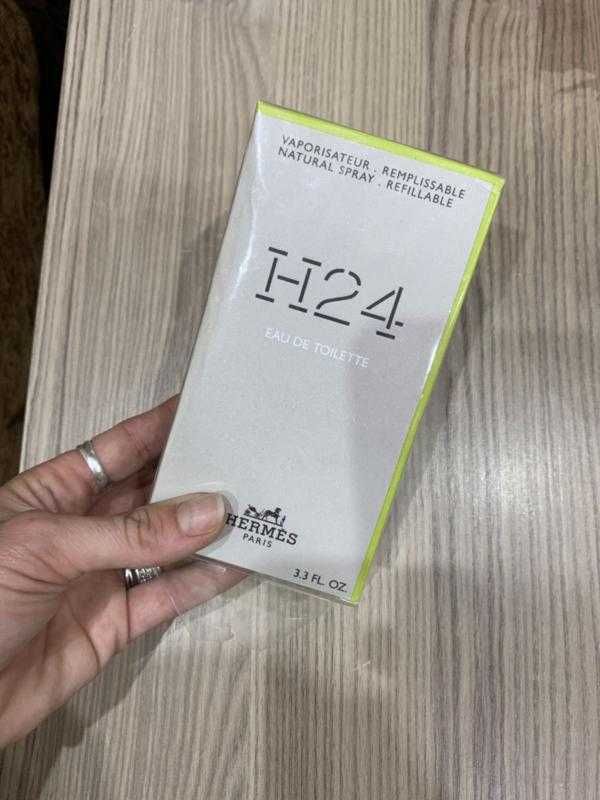 VAPORISATEUR . REMPLISSABLE
NATURAL SPRAY . REFILLABLE
H24
EAU DE TOILETTE
HERMÈS
PARIS
3.3 FL. OZ.